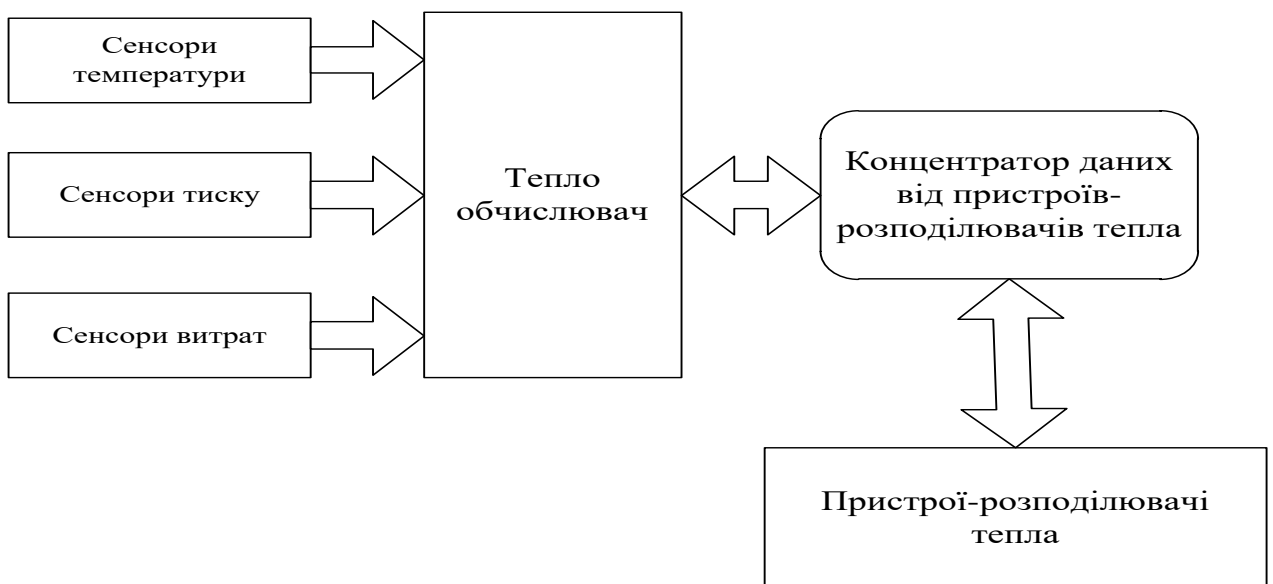 Сенсори
температури
Сенсори тиску
Сенсори витрат
Тепло
обчислювач
Концентратор даних
від пристроїв-
розподілювачів тепла
Пристрої-розподілювачі
тепла